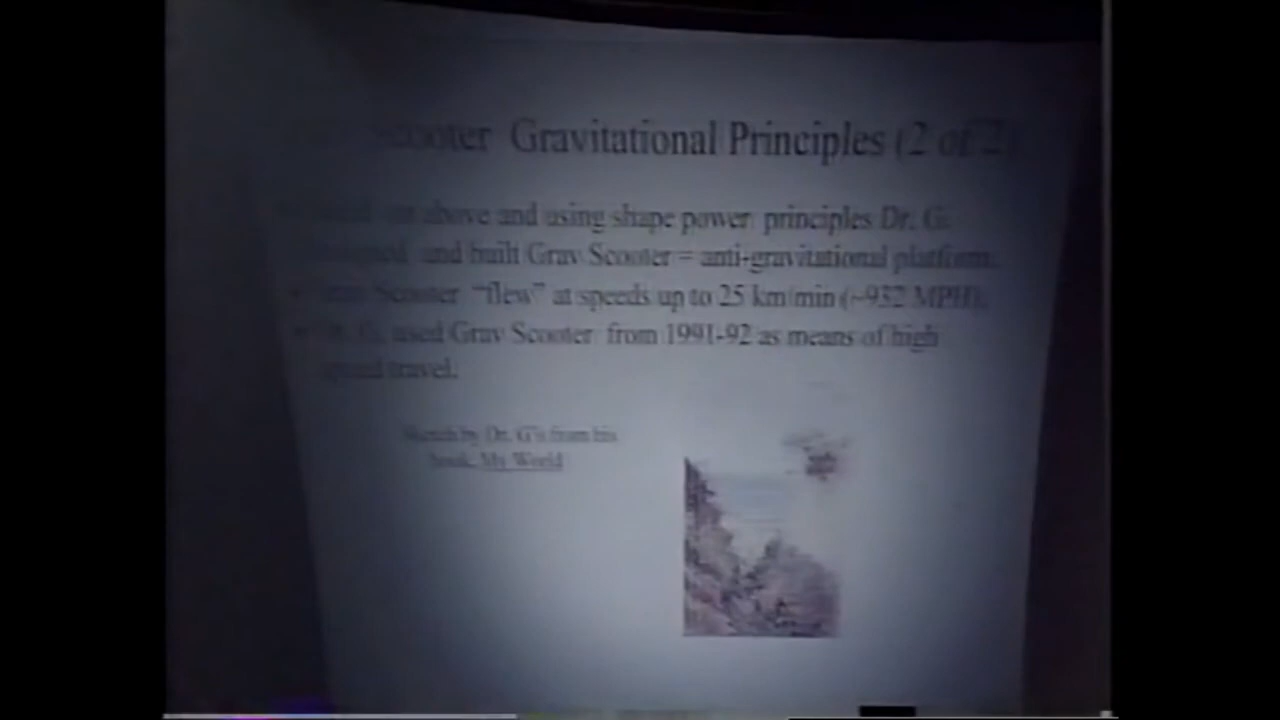 Scooter Gravitational Principles (2 of 2)
above and using shape power principles Dr. G.
and built Grav Scooter = anti-gravitational platform.
Scooter "flew" at speeds up to 25 km/min (~932 MPH).
used Grav Scooter from 1991-92 as means of high
speed travel.
Sketch by Dr. G's from his
book, My World